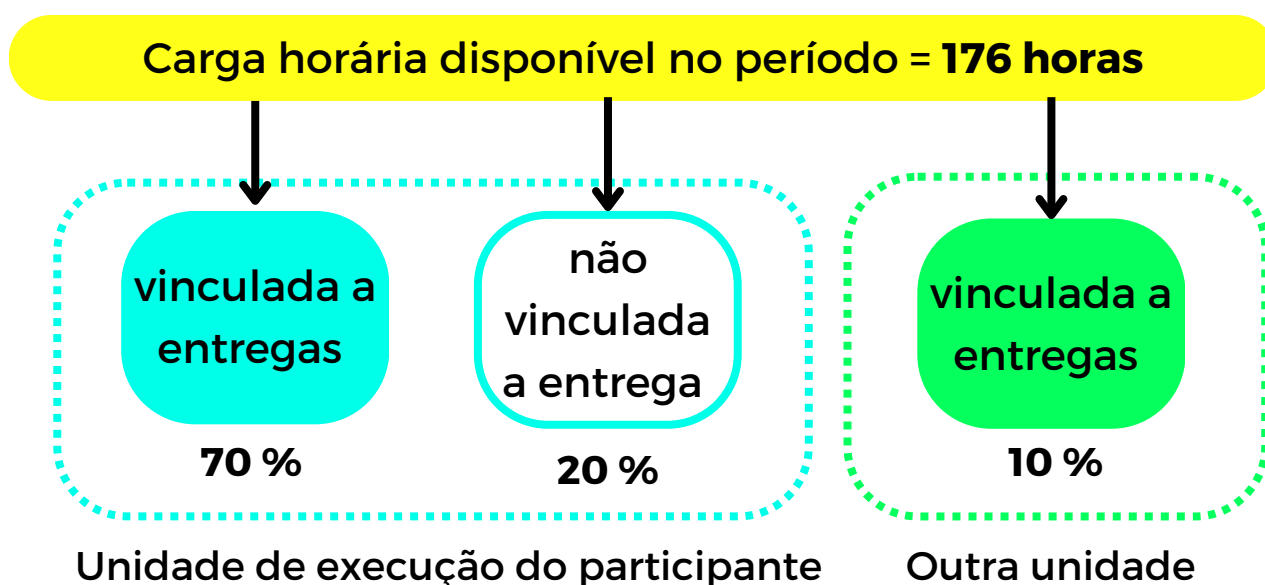 Carga horária disponível no período = 176 horas
vinculada a
entregas
70 %
não
vinculada
a entrega
20 %
vinculada a
entregas
10 %
Unidade de execução do participante
Outra unidade